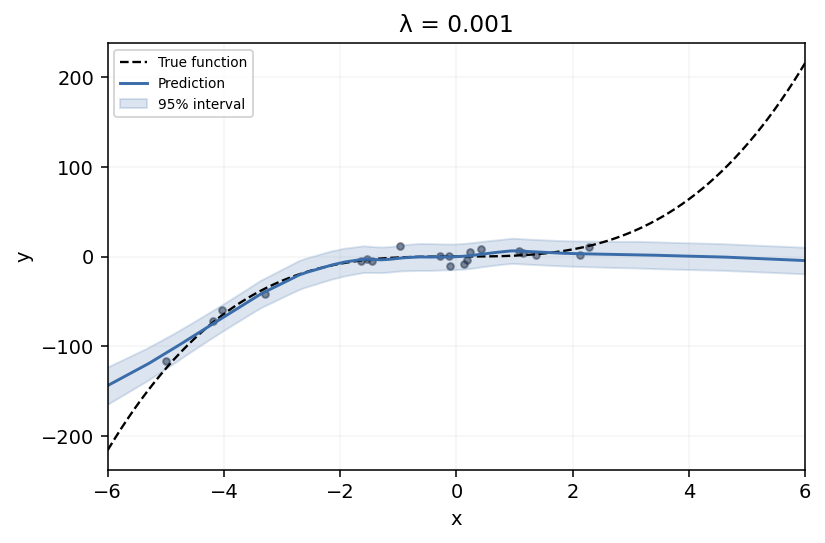 λ = 0.001
True function
Prediction
95% interval
200
100
0
−100
−200
y
−6
−4
−2
0
2
4
6
x